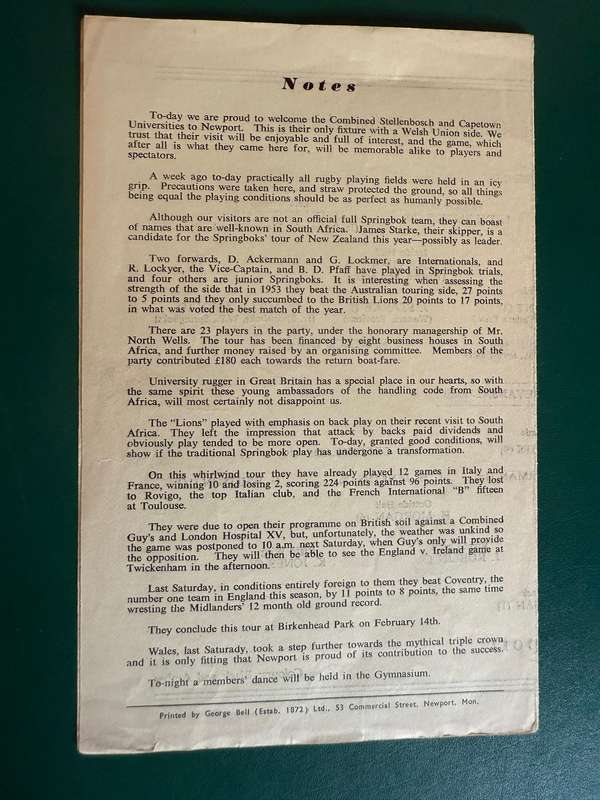 Notes
To-day we are proud to welcome the Combined Stellenbosch and Capetown
Universities to Newport. This is their only fixture with a Welsh Union side. We
trust that their visit will be enjoyable and full of interest, and the game, which
after all is what they came here for, will be memorable alike to players and
spectators.
A week ago to-day practically all rugby playing fields were held in an icy
grip. Precautions were taken here, and straw protected the ground, so all things
being equal the playing conditions should be as perfect as humanly possible.
Although our visitors are not an official full Springbok team, they can boast
of names that are well-known in South Africa. James Starke, their skipper, is a
candidate for the Springboks' tour of New Zealand this year—possibly as leader.
Two forwards, D. Ackermann and G. Lockmer, are Internationals, and
R. Lockyer, the Vice-Captain, and B. D. Pfaff have played in Springbok trials,
and four others are junior Springboks. It is interesting when assessing the
strength of the side that in 1953 they beat the Australian touring side, 27 points
to 5 points and they only succumbed to the British Lions 20 points to 17 points,
in what was voted the best match of the year.
There are 23 players in the party, under the honorary managership of Mr.
North Wells. The tour has been financed by eight business houses in South
Africa, and further money raised by an organising committee. Members of the
party contributed £180 each towards the return boat-fare.
University rugger in Great Britain has a special place in our hearts, so with
the same spirit these young ambassadors of the handling code from South
Africa, will most certainly not disappoint us.
The "Lions" played with emphasis on back play on their recent visit to South
Africa. They left the impression that attack by backs paid dividends and
obviously play tended to be more open. To-day, granted good conditions, will
show if the traditional Springbok play has undergone a transformation.
On this whirlwind tour they have already played 12 games in Italy and
France, winning 10 and losing 2, scoring 224 points against 96 points. They lost
to Rovigo, the top Italian club, and the French International "B" fifteen
at Toulouse.
They were due to open their programme on British soil against a Combined
Guy's and London Hospital XV, but, unfortunately, the weather was unkind so
the game was postponed to 10 a.m. next Saturday, when Guy's only will provide
the opposition. They will then be able to see the England v. Ireland game at
Twickenham in the afternoon.
Last Saturday, in conditions entirely foreign to them they beat Coventry, the
number one team in England this season, by 11 points to 8 points, the same time
wresting the Midlanders' 12 month old ground record.
They conclude this tour at Birkenhead Park on February 14th.
Wales, last Saturady, took a step further towards the mythical triple crown
and it is only fitting that Newport is proud of its contribution to the success.
To-night a members' dance will be held in the Gymnasium.
Printed by George Bell (Estab. 1872) Ltd., 53 Commercial Street, Newport, Mon.